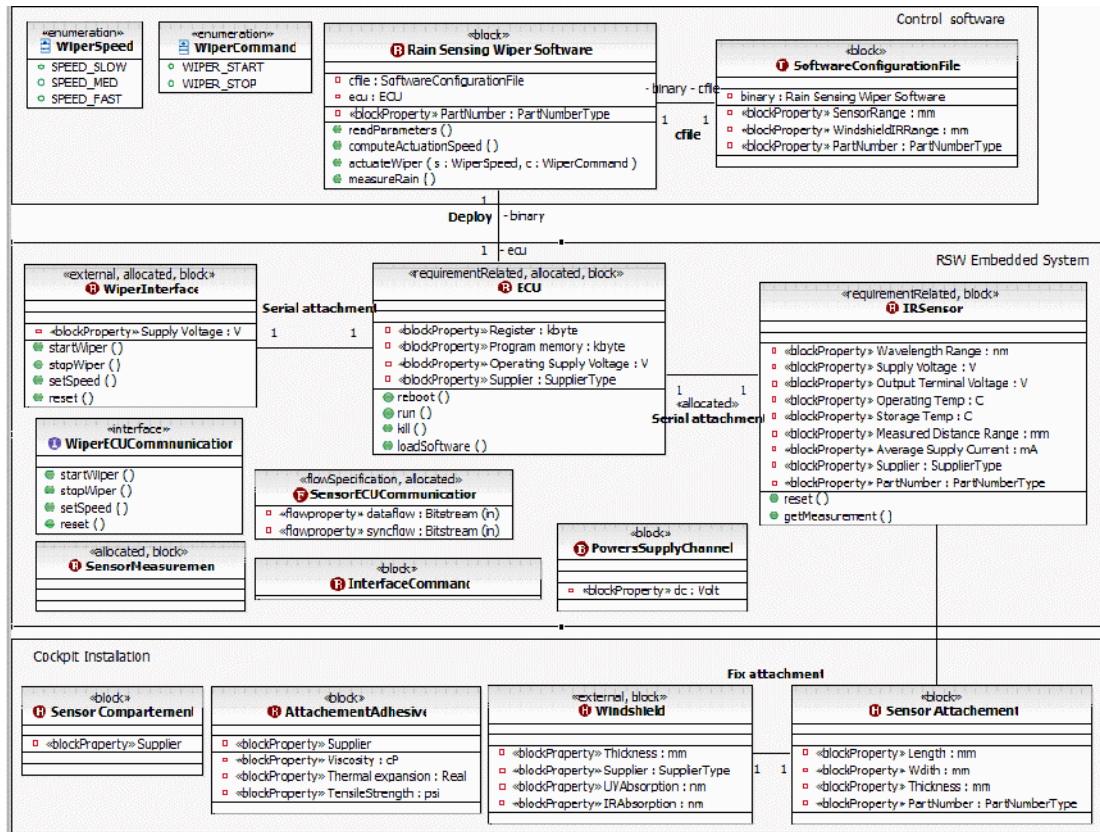 Control software
«enumeration»
WiperSpeed
SPEED_SLOW
SPEED_MED
SPEED_FAST
«enumeration»
WiperCommand
WIPER_START
WIPER_STOP
«block»
Rain Sensing Wiper Software
cfile : SoftwareConfigurationFile
ecu : ECU
«blockProperty» PartNumber : PartNumberType
readParameters ( )
computeActuationSpeed ( )
actuateWiper ( s : WiperSpeed, c : WiperCommand )
measureRain ( )
- binary - cfile
1 1
cfile
«block»
SoftwareConfigurationFile
binary : Rain Sensing Wiper Software
«blockProperty» SensorRange : mm
«blockProperty» WindshieldIRRange : mm
«blockProperty» PartNumber : PartNumberType
1
Deploy - binary
1 - ecu
RSW Embedded System
«external, allocated, block»
WiperInterface
«blockProperty» Supply Voltage : V
startWiper ( )
stopWiper ( )
setSpeed ( )
reset ( )
Serial attachment
1 1
«requirementRelated, allocated, block»
ECU
«blockProperty» Register : kbyte
«blockProperty» Program memory : kbyte
«blockProperty» Operating Supply Voltage : V
«blockProperty» Supplier : SupplierType
reboot ( )
run ( )
kill ( )
loadSoftware ( )
1 1
«allocated»
Serial attachment
«requirementRelated, block»
IRSensor
«blockProperty» Wavelength Range : nm
«blockProperty» Supply Voltage : V
«blockProperty» Output Terminal Voltage : V
«blockProperty» Operating Temp : C
«blockProperty» Storage Temp : C
«blockProperty» Measured Distance Range : mm
«blockProperty» Average Supply Current : mA
«blockProperty» Supplier : SupplierType
«blockProperty» PartNumber : PartNumberType
reset ( )
getMeasurement ( )
«interface»
WiperECUCommnunication
startWiper ( )
stopWiper ( )
setSpeed ( )
reset ( )
«flowSpecification, allocated»
SensorECUCommunication
«flowproperty» dataflow : Bitstream (in)
«flowproperty» syncflow : Bitstream (in)
«allocated, block»
SensorMeasuremen
«block»
InterfaceCommand
«block»
PowersSupplyChannel
«blockProperty» dc : Volt
Cockpit Instalation
«block»
Sensor Compartement
«blockProperty» Supplier
«block»
AttachementAdhesive
«blockProperty» Supplier
«blockProperty» Viscosity : cP
«blockProperty» Thermal expansion : Real
«blockProperty» TensileStrength : psi
«external, block»
Windshield
«blockProperty» Thickness : mm
«blockProperty» Supplier : SupplierType
«blockProperty» UVAbsorption : nm
«blockProperty» IRAbsorption : nm
Fix attachment
1 1
«block»
Sensor Attachement
«blockProperty» Length : mm
«blockProperty» Wdith : mm
«blockProperty» Thickness : mm
«blockProperty» PartNumber : PartNumberType